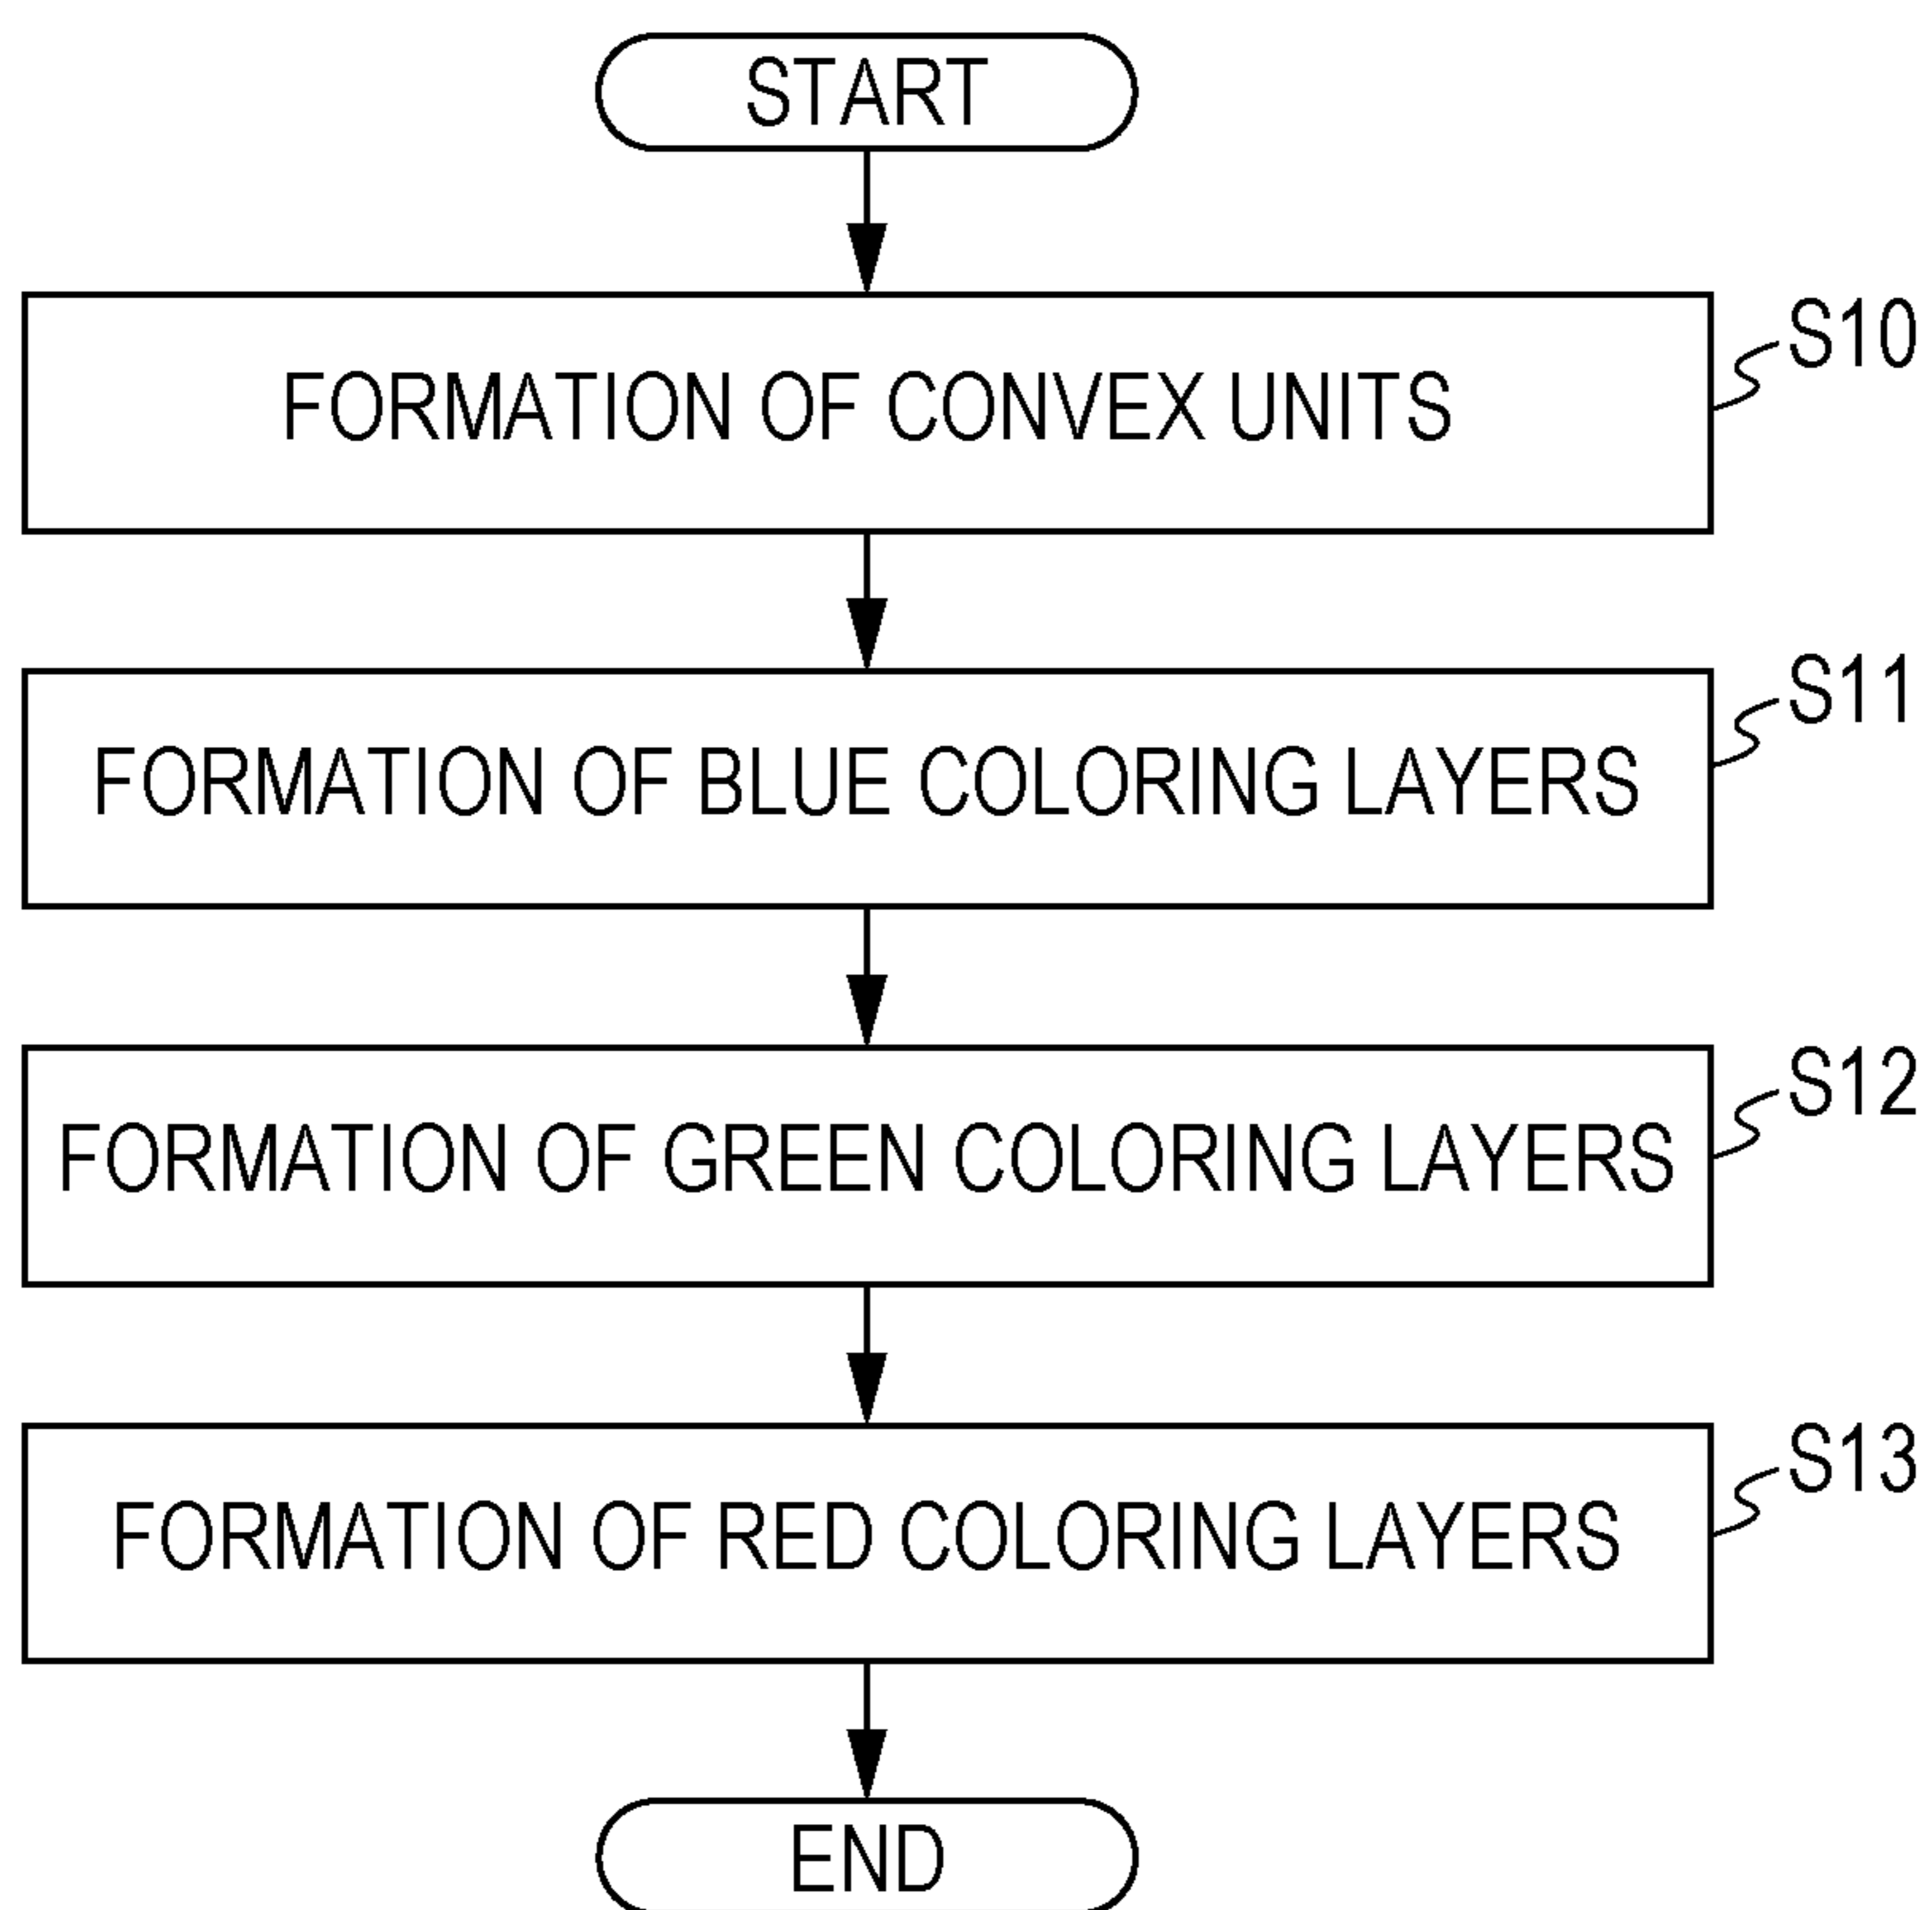 START
FORMATION OF CONVEX UNITS
S10
FORMATION OF BLUE COLORING LAYERS
S11
FORMATION OF GREEN COLORING LAYERS
S12
FORMATION OF RED COLORING LAYERS
S13
END